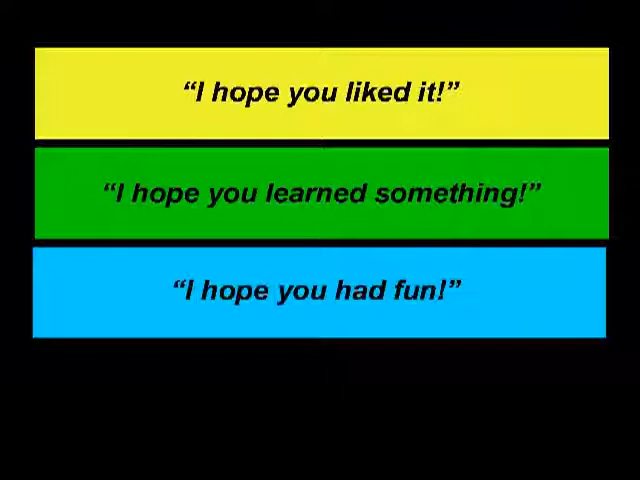 “I hope you liked it!”
“I hope you learned something!”
“I hope you had fun!”